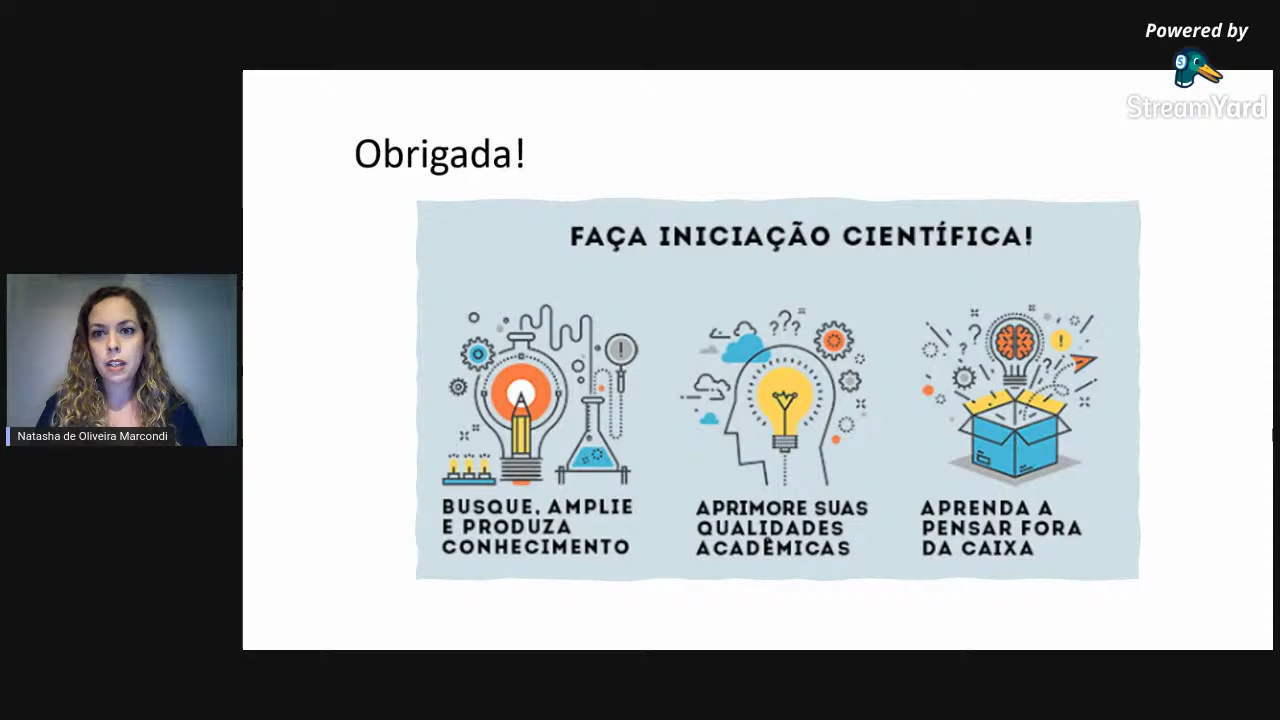 Powered by
StreamYard
Obrigada!
FAÇA INICIAÇÃO CIENTÍFICA!
BUSQUE, AMPLIE
E PRODUZA
CONHECIMENTO
APRIMORE SUAS
QUALIDADES
ACADÊMICAS
APRENDA A
PENSAR FORA
DA CAIXA
Natasha de Oliveira Marcondi